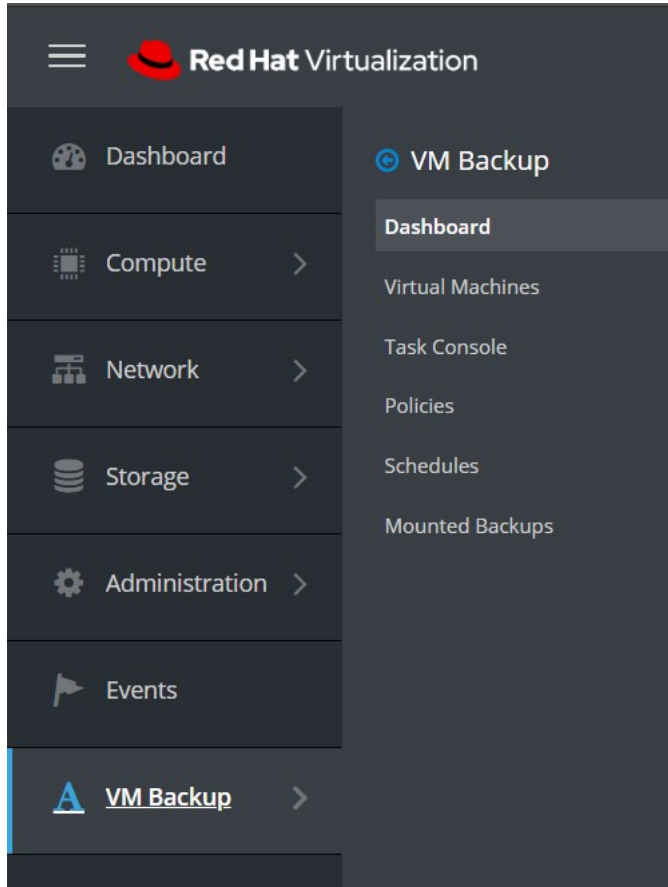 Red Hat Virtualization
Dashboard
Compute
Network
Storage
Administration
Events
A VM Backup
VM Backup
Dashboard
Virtual Machines
Task Console
Policies
Schedules
Mounted Backups